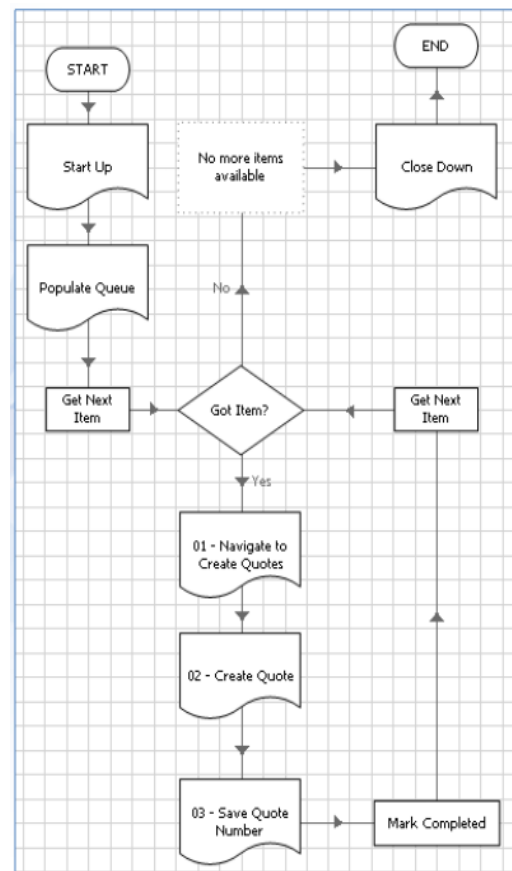 START
END
Start Up
No more items
available
Close Down
Populate Queue
No
Get Next
Item
Got Item?
Get Next
Item
Yes
01 - Navigate to
Create Quotes
02 - Create Quote
03 - Save Quote
Number
Mark Completed